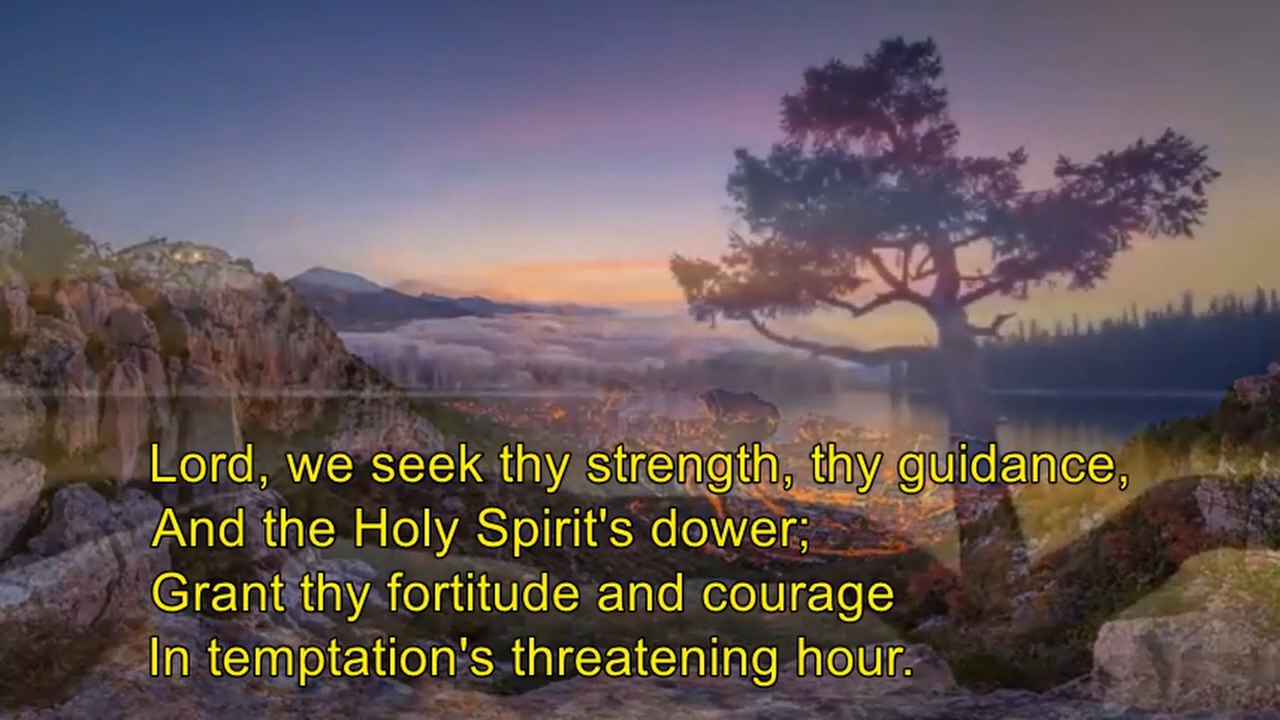 Lord, we seek thy strength, thy guidance,
And the Holy Spirit's dower;
Grant thy fortitude and courage
In temptation's threatening hour.